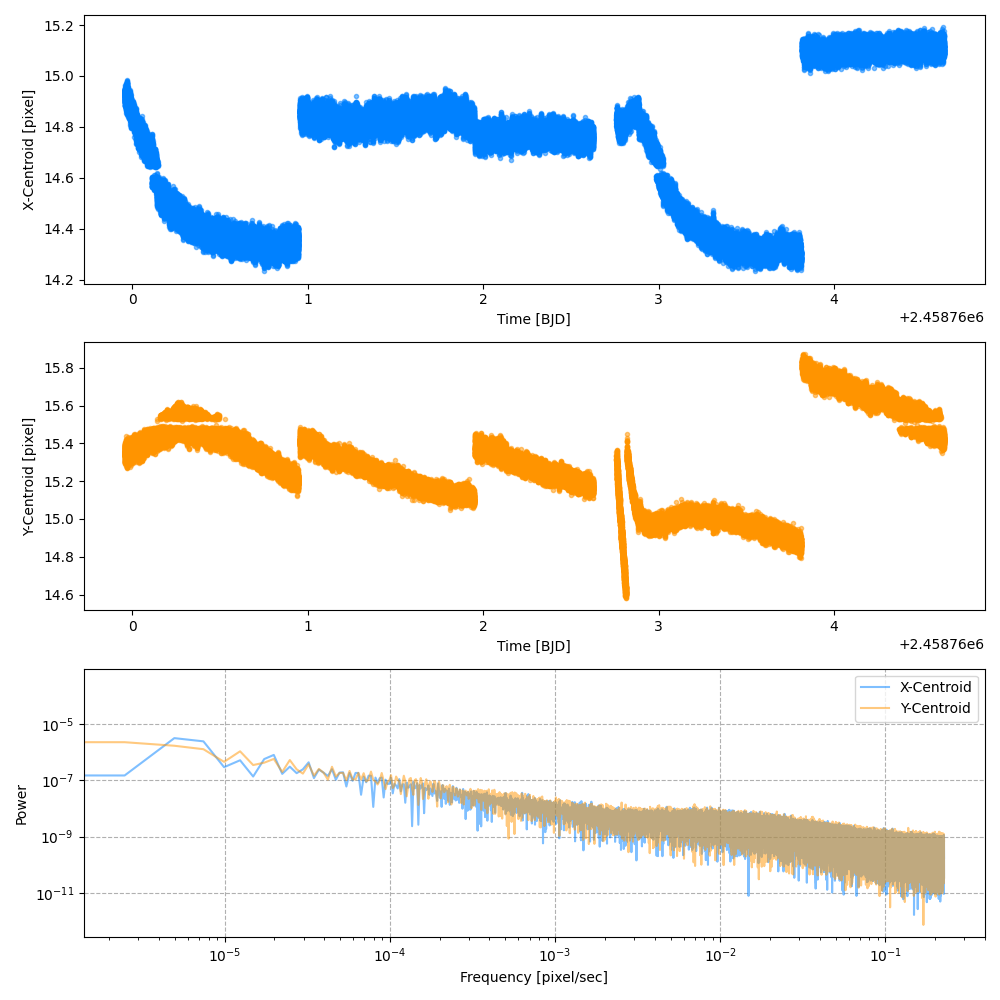 15.2
15.0
14.8
14.6
14.4
14.2
X-Centroid [pixel]
0 1 2 3 4
Time [BJD]
+2.45876e6
15.8
15.6
15.4
15.2
15.0
14.8
14.6
Y-Centroid [pixel]
0 1 2 3 4
Time [BJD]
+2.45876e6
X-Centroid
Y-Centroid
10⁻⁵
10⁻⁷
10⁻⁹
10⁻¹¹
Power
10⁻⁵ 10⁻⁴ 10⁻³ 10⁻² 10⁻¹
Frequency [pixel/sec]